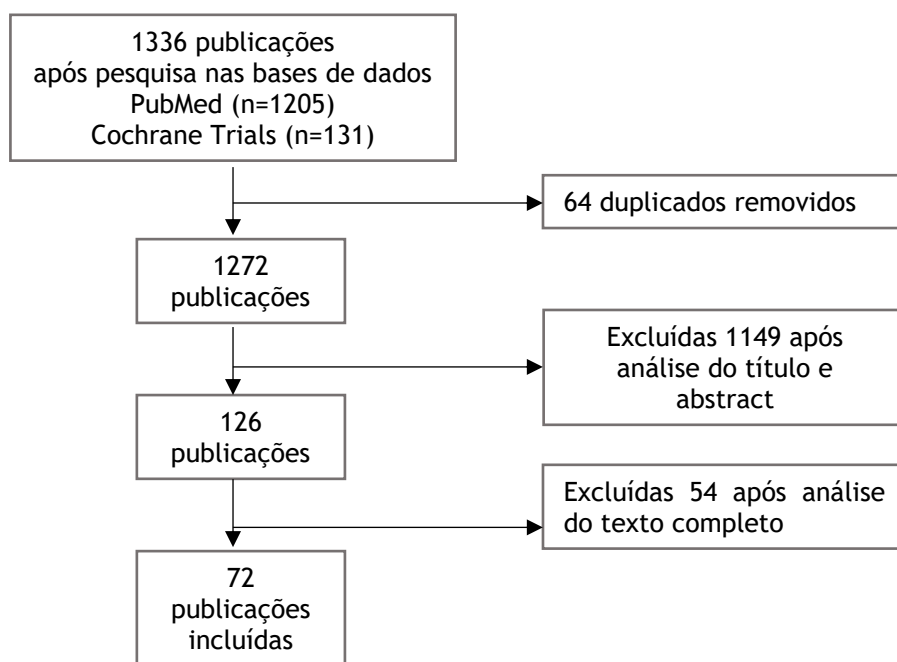 1336 publicações
após pesquisa nas bases de dados
PubMed (n=1205)
Cochrane Trials (n=131)
64 duplicados removidos
1272
publicações
Excluídas 1149 após
análise do título e
abstract
126
publicações
Excluídas 54 após análise
do texto completo
72
publicações
incluídas